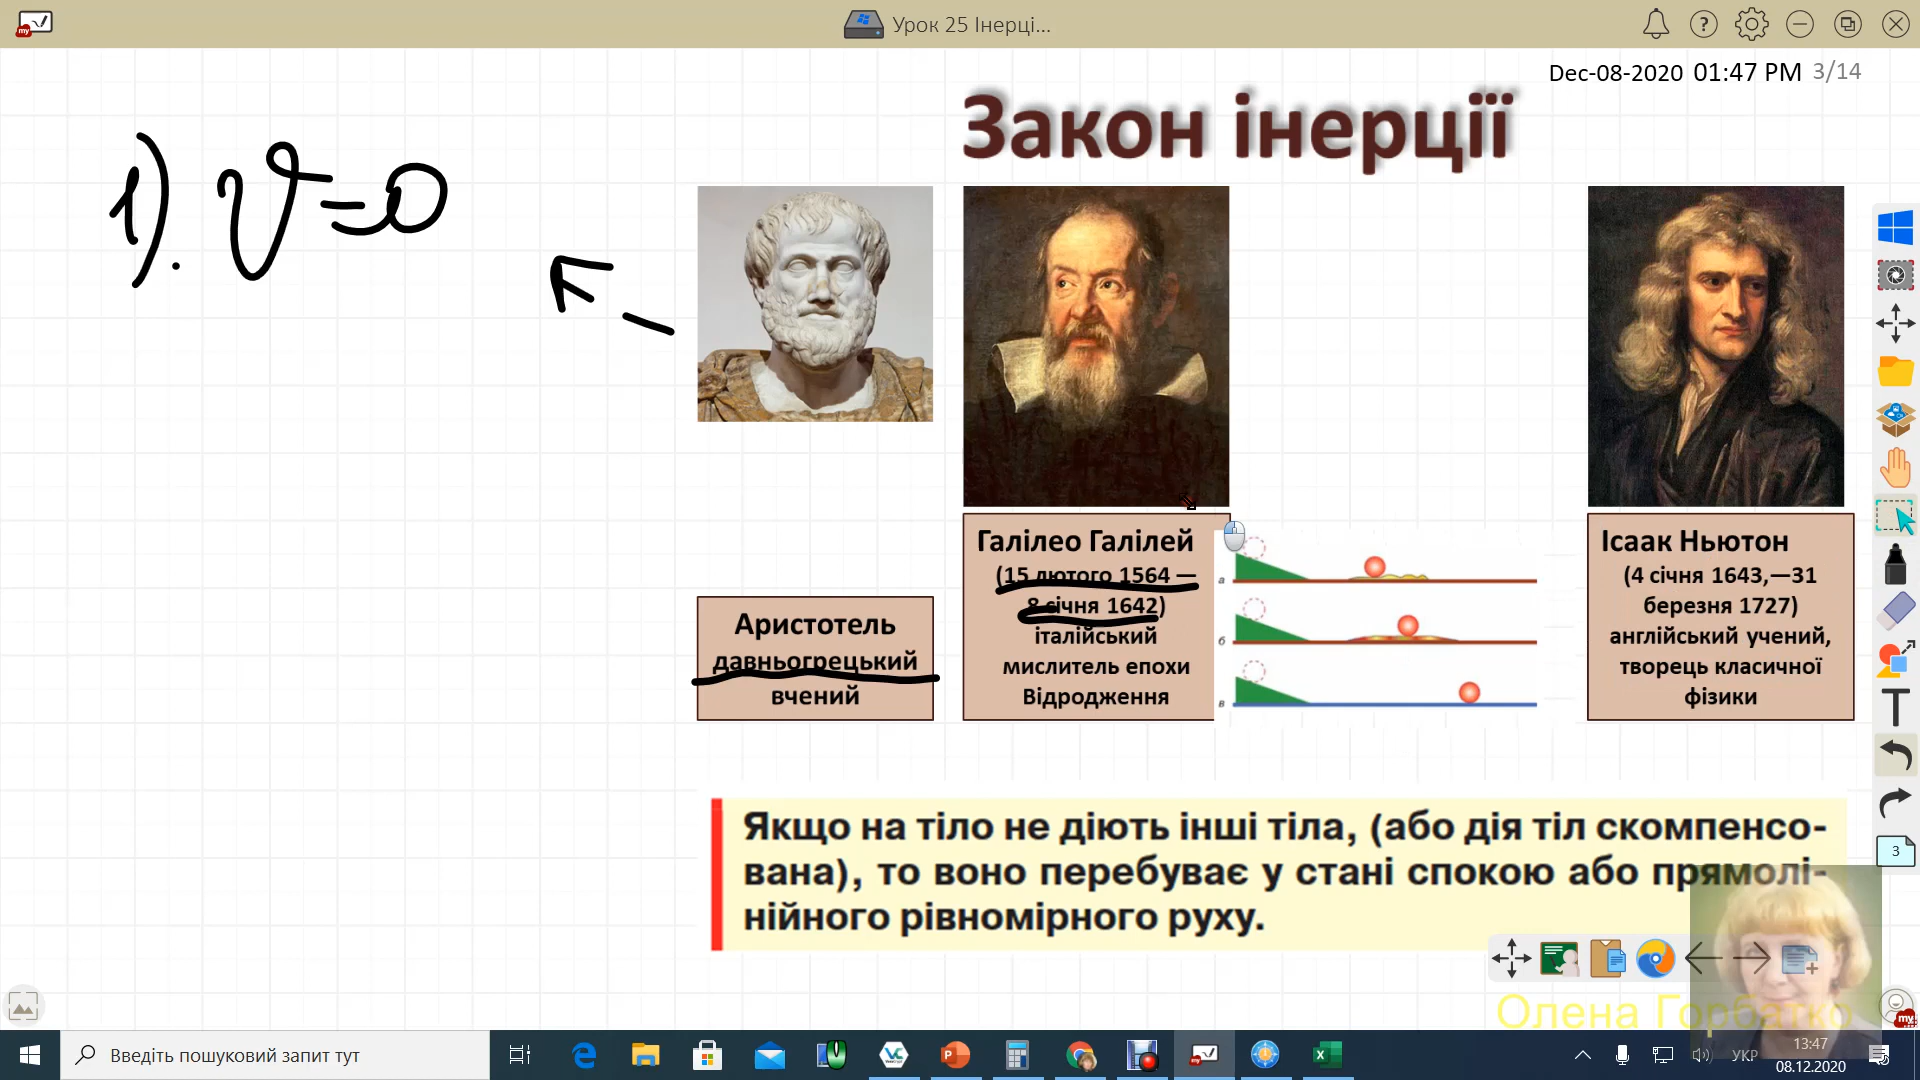 Урок 25 Інерці...
Dec-08-2020 01:47 PM 3/14
Закон інерції
1). v=0
Аристотель
давньогрецький
вчений
Галілео Галілей
(15 лютого 1564 —
8 січня 1642)
італійський
мислитель епохи
Відродження
а
б
в
Ісаак Ньютон
(4 січня 1643,—31
березня 1727)
англійський учений,
творець класичної
фізики
Якщо на тіло не діють інші тіла, (або дія тіл скомпенсо-
вана), то воно перебуває у стані спокою або прямолі-
нійного рівномірного руху.
3
Олена Горбатко
Введіть пошуковий запит тут
УКР
13:47
08.12.2020